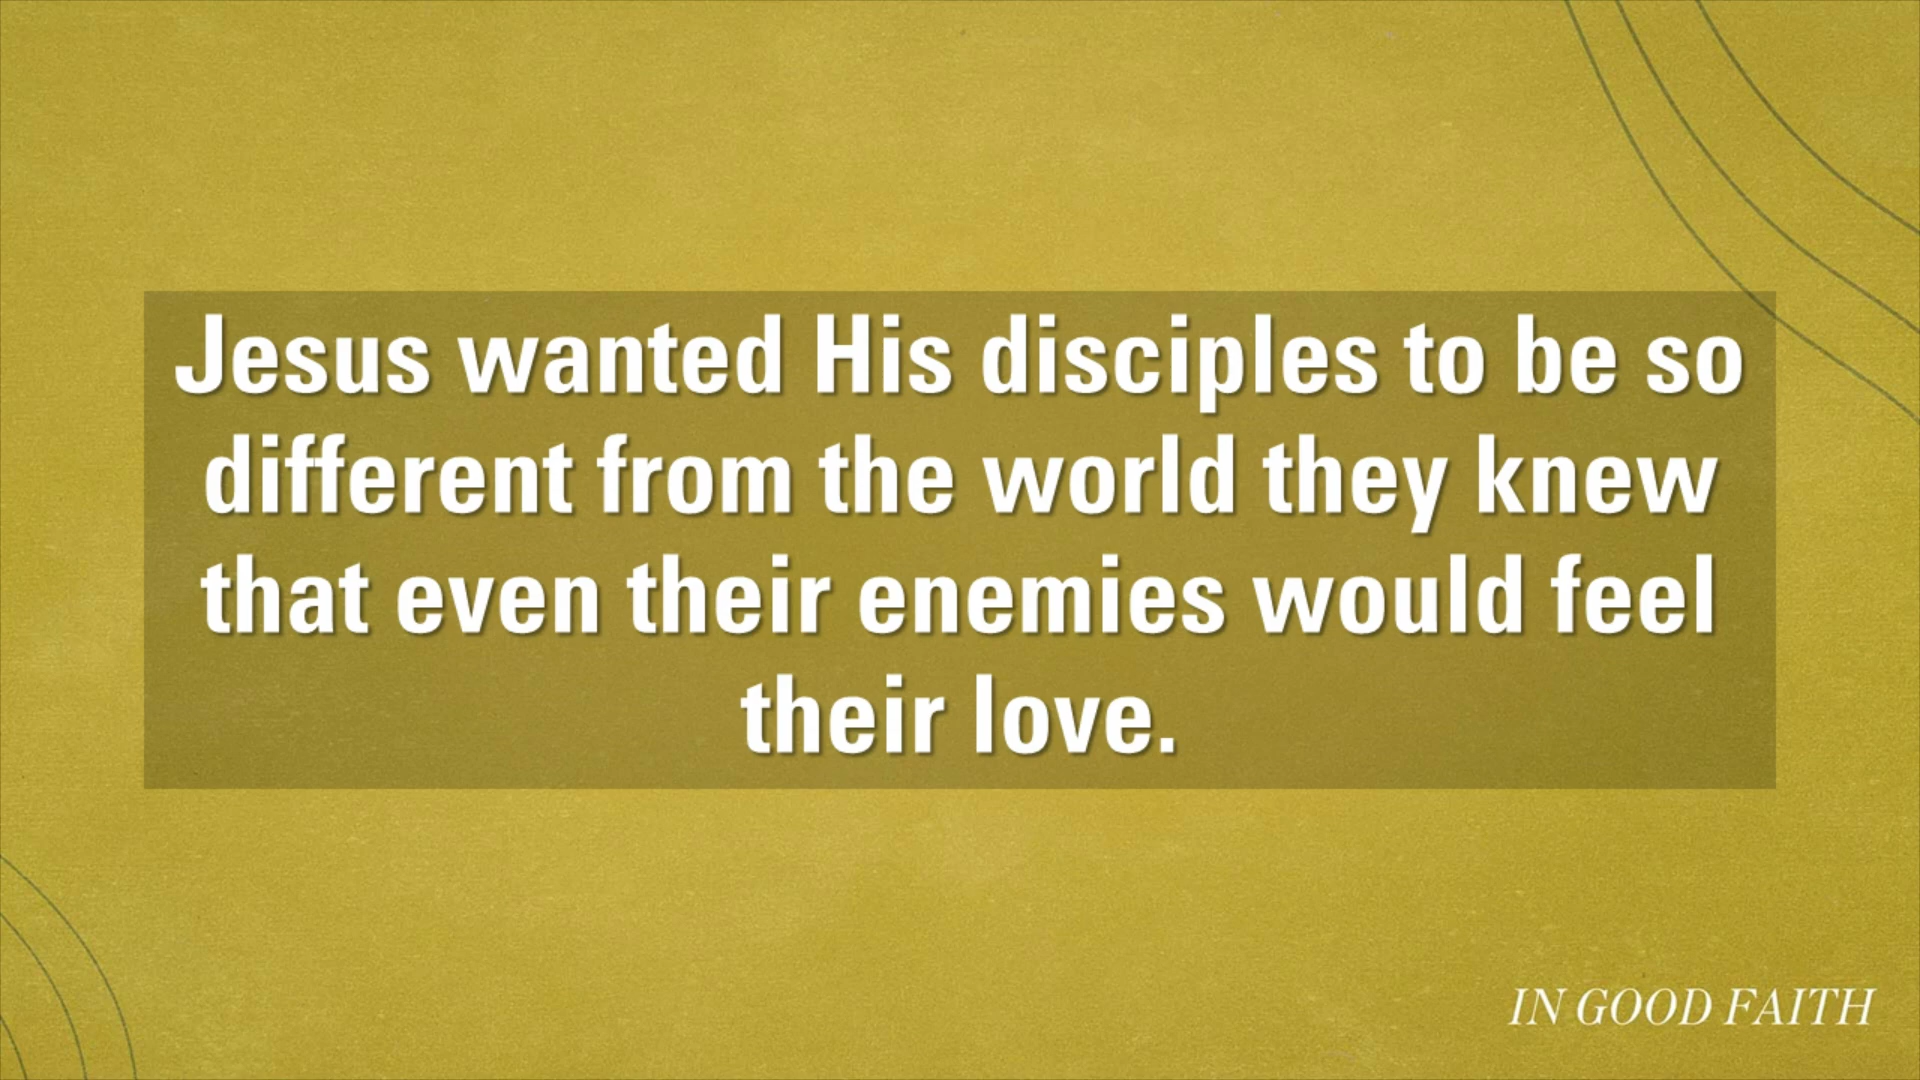 Jesus wanted His disciples to be so
different from the world they knew
that even their enemies would feel
their love.
IN GOOD FAITH